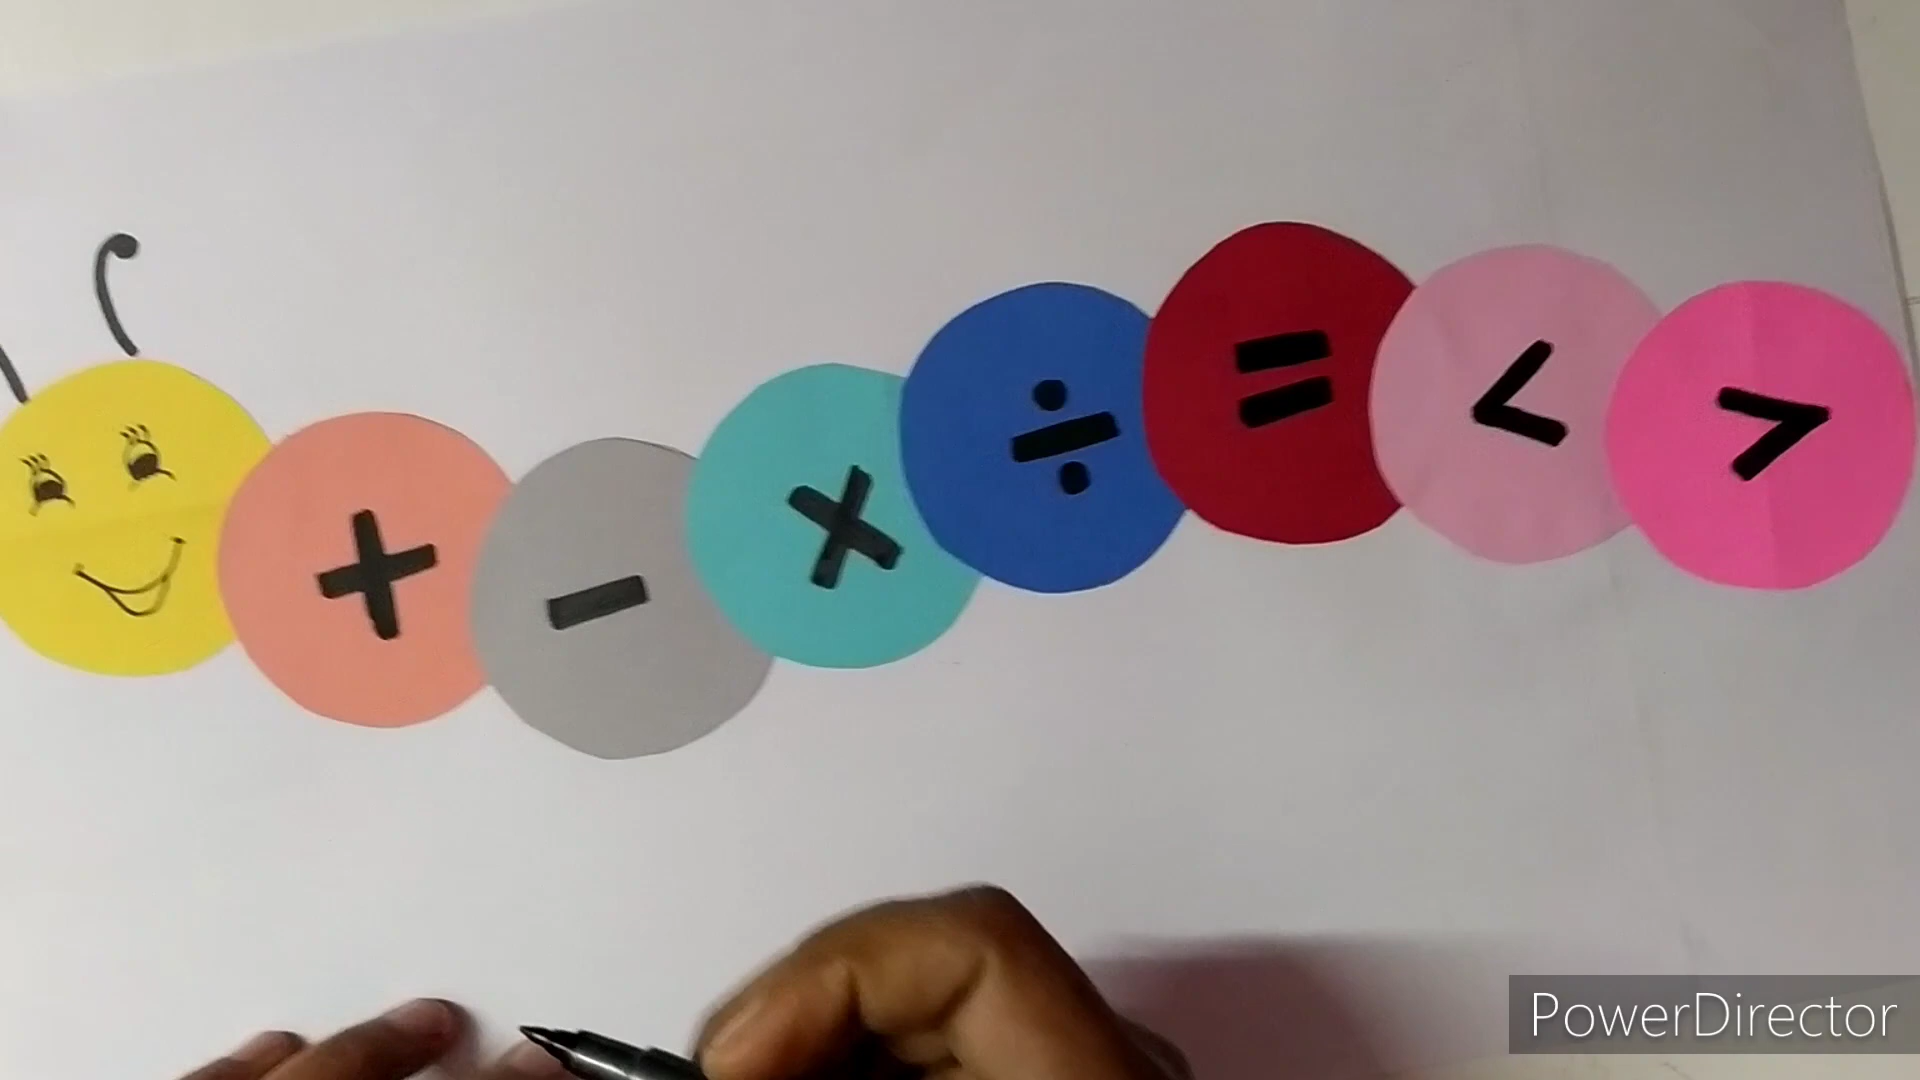 + - × ÷ = < >
PowerDirector